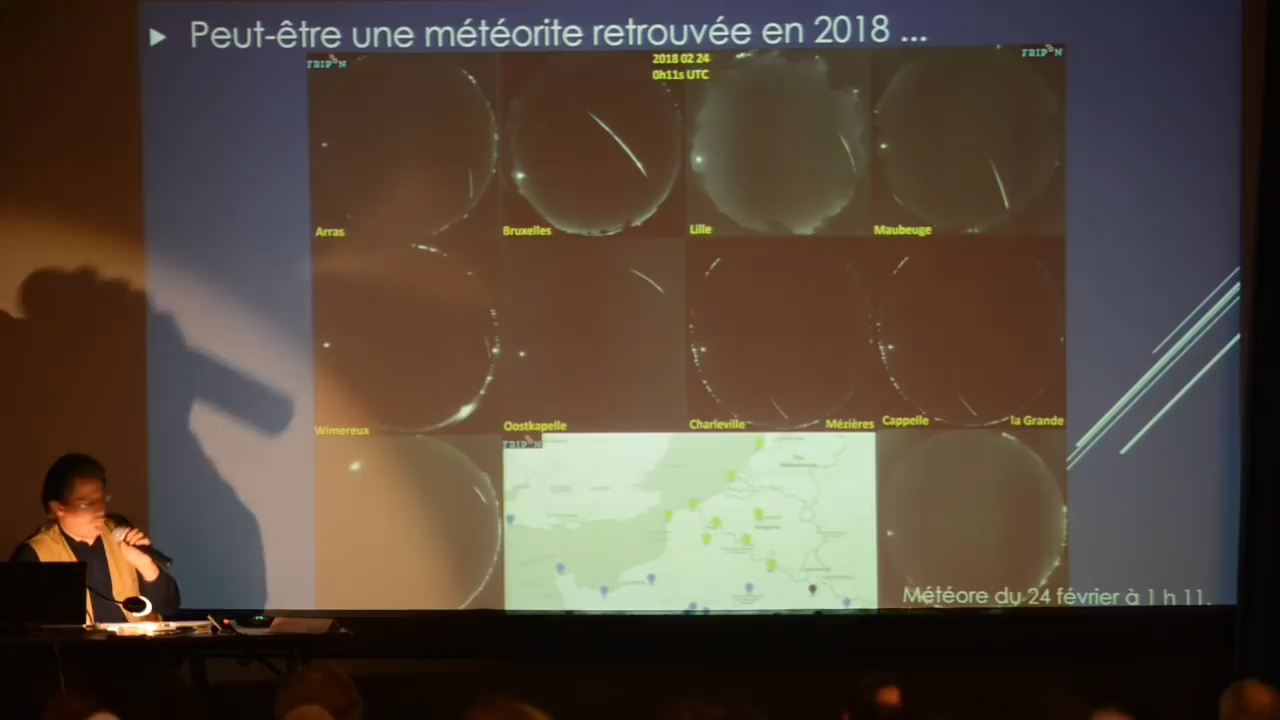 Peut-être une météorite retrouvée en 2018 ...
FRIPON
2018 02 24
0h11s UTC
FRIPON
Arras
Bruxelles
Lille
Maubeuge
Wimereux
Oostkapelle
Charleville Mézières
Cappelle la Grande
FRIPON
Météore du 24 février à 1 h 11.